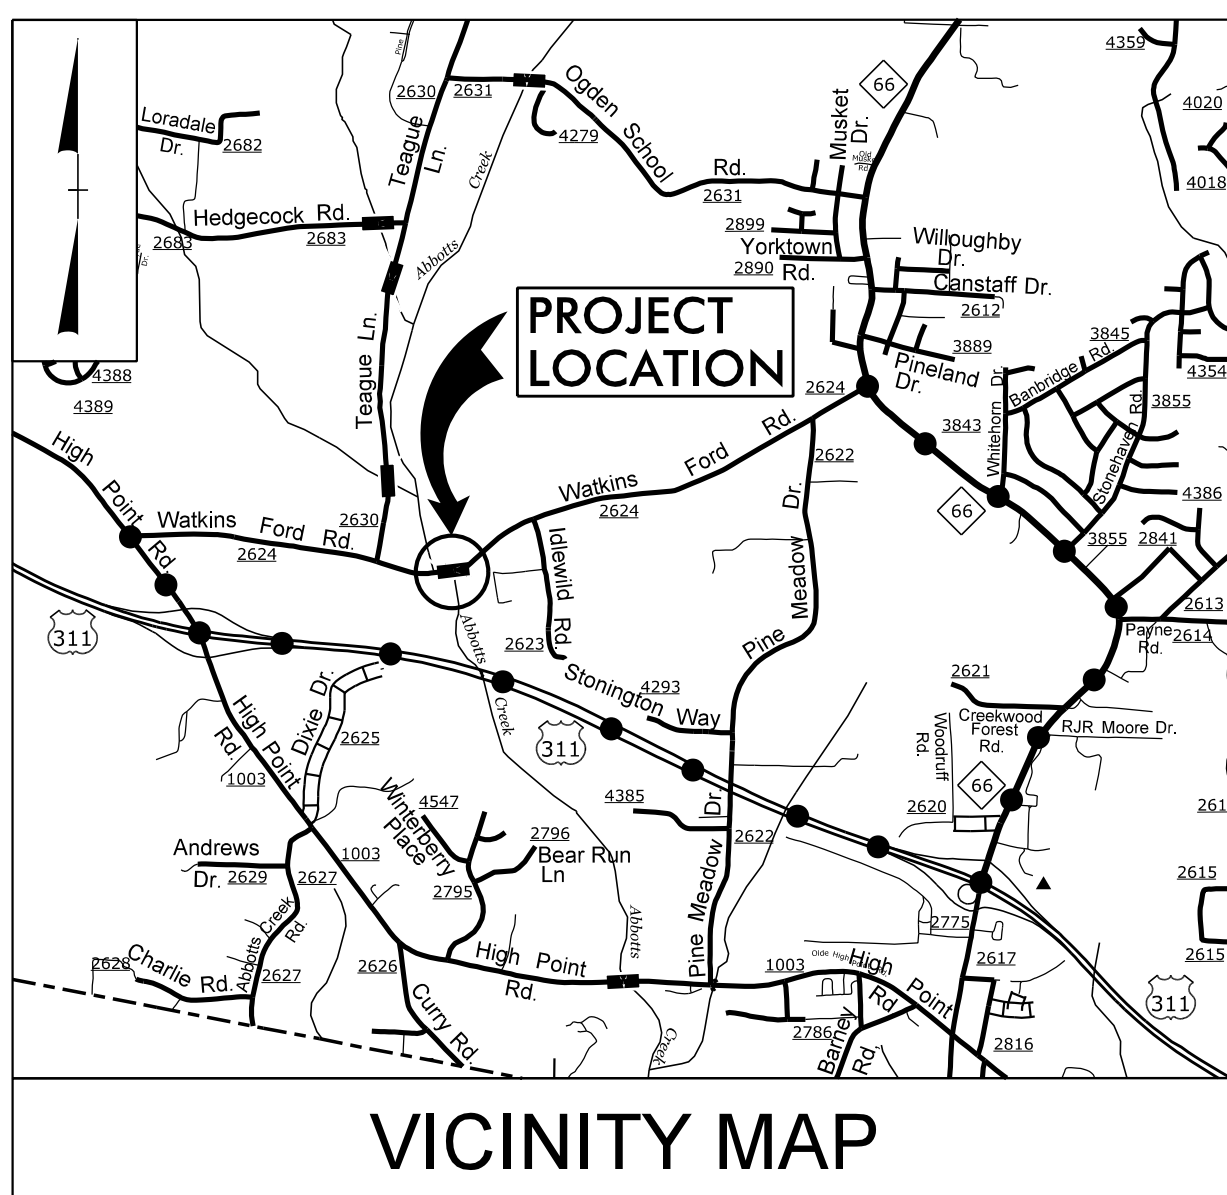 Pine
4359
2630
2631
Ogden School Rd.
66
4020
Loradale
Dr.
2682
4279
Teague
Ln.
Musket
Dr.
Creek
2631
4018
Hedgecock Rd.
2683
2683
Dr.
Abbotts
2899
Yorktown
Rd.
2890
Willoughby
Dr.
Canstaff Dr.
2612
PROJECT
LOCATION
Teague Ln.
3889
Pineland
Dr.
3845
Banbridge Rd.
4354
4388
4389
2624
Whitehorn Dr.
3855
Stonehaven Rd.
3843
High
Point
Rd.
Watkins Ford Rd.
2622
66
4386
Watkins Ford Rd.
2624
2630
2624
Idlewild Rd.
Pine Meadow Dr.
3855
2841
2613
311
Abbotts
Creek
2623
Payne
Rd.
2614
Stonington Way
4293
2621
Creekwood
Forest
Rd.
RJR Moore Dr.
Dixie Dr.
2625
High Point
Rd.
1003
311
Woodruff
Rd.
66
2620
261
Winterberry
Place
4547
4385
Dr.
2622
Andrews
Dr.
2629
2627
1003
2796
Bear Run
Ln
2795
Pine Meadow
2615
Abbotts Creek
Rd.
Abbotts
2775
2628
Charlie Rd.
2627
2626
High Point
Rd.
1003
High
Rd
Point
2617
2615
311
Curry Rd.
Creek
2786
Barney
Rd.
2816
VICINITY MAP